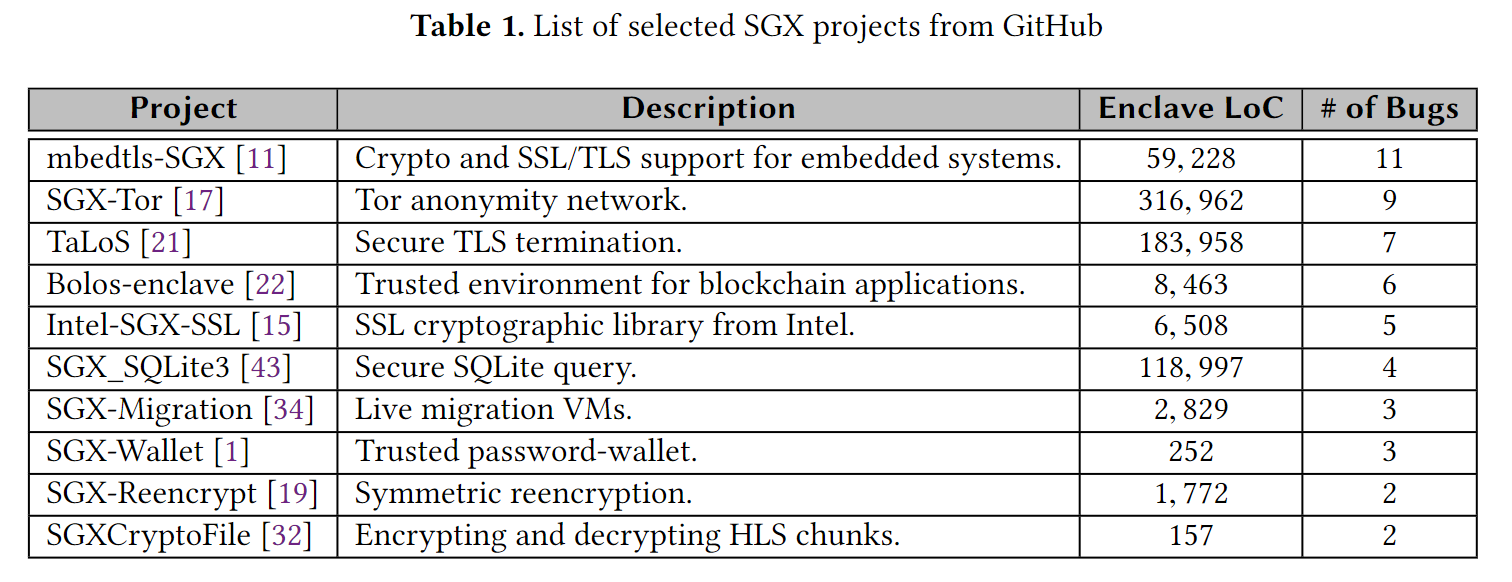 Table 1. List of selected SGX projects from GitHub
Project Description Enclave LoC # of Bugs
mbedtls-SGX [11] Crypto and SSL/TLS support for embedded systems. 59, 228 11
SGX-Tor [17] Tor anonymity network. 316, 962 9
TaLoS [21] Secure TLS termination. 183, 958 7
Bolos-enclave [22] Trusted environment for blockchain applications. 8, 463 6
Intel-SGX-SSL [15] SSL cryptographic library from Intel. 6, 508 5
SGX_SQLite3 [43] Secure SQLite query. 118, 997 4
SGX-Migration [34] Live migration VMs. 2, 829 3
SGX-Wallet [1] Trusted password-wallet. 252 3
SGX-Reencrypt [19] Symmetric reencryption. 1, 772 2
SGXCryptoFile [32] Encrypting and decrypting HLS chunks. 157 2